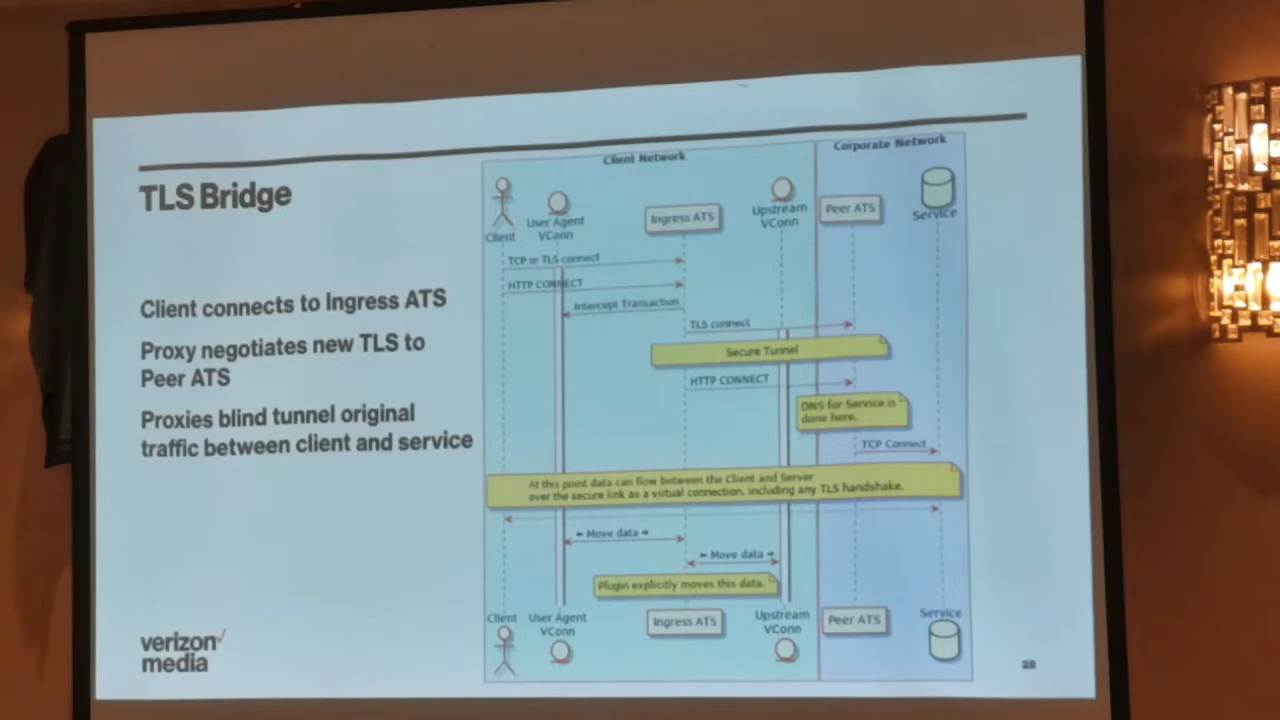 TLS Bridge
Client connects to Ingress ATS
Proxy negotiates new TLS to
Peer ATS
Proxies blind tunnel original
traffic between client and service
verizon✓
media
Client Network
Corporate Network
Client
User Agent
VConn
Ingress ATS
Upstream
VConn
Peer ATS
Service
TCP or TLS connect
HTTP CONNECT
Intercept Transaction
TLS connect
Secure Tunnel
HTTP CONNECT
DNS for Service is
done here.
TCP Connect
At this point data can flow between the Client and Server
over the secure link as a virtual connection, including any TLS handshake.
← Move data →
← Move data →
Plugin explicitly moves this data.
Client
User Agent
VConn
Ingress ATS
Upstream
VConn
Peer ATS
Service
28